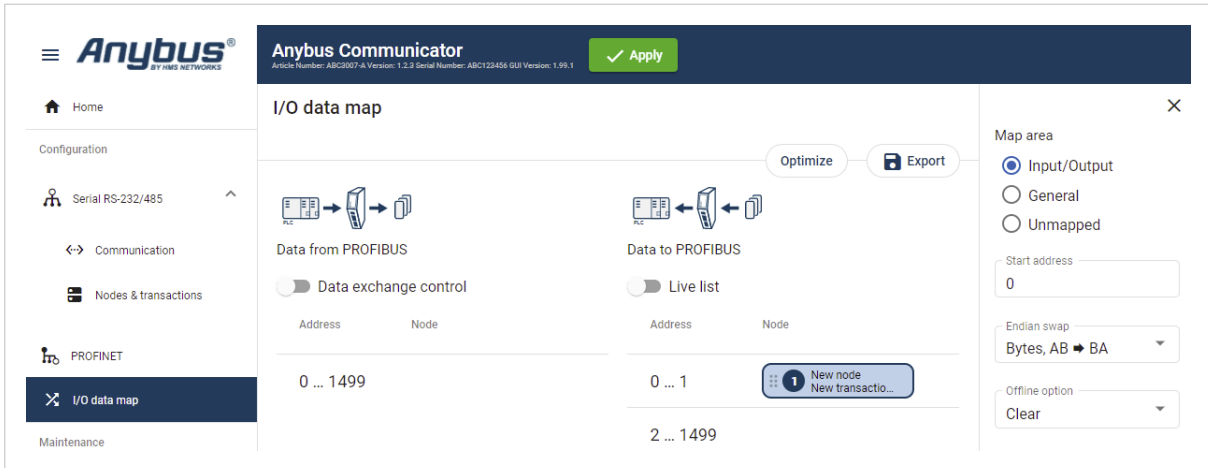 Anybus®
BY HMS NETWORKS
Anybus Communicator
Article Number: ABC3007-A Version: 1.2.3 Serial Number: ABC123456 GUI Version: 1.99.1
Apply
Home
Configuration
Serial RS-232/485
Communication
Nodes & transactions
PROFINET
I/O data map
Maintenance
I/O data map
Optimize
Export
PLC
Data from PROFIBUS
Data exchange control
Address Node
0 ... 1499
PLC
Data to PROFIBUS
Live list
Address Node
0 ... 1
1
New node
New transactio...
2 ... 1499
Map area
Input/Output
General
Unmapped
Start address
0
Endian swap
Bytes, AB ➡ BA
Offline option
Clear